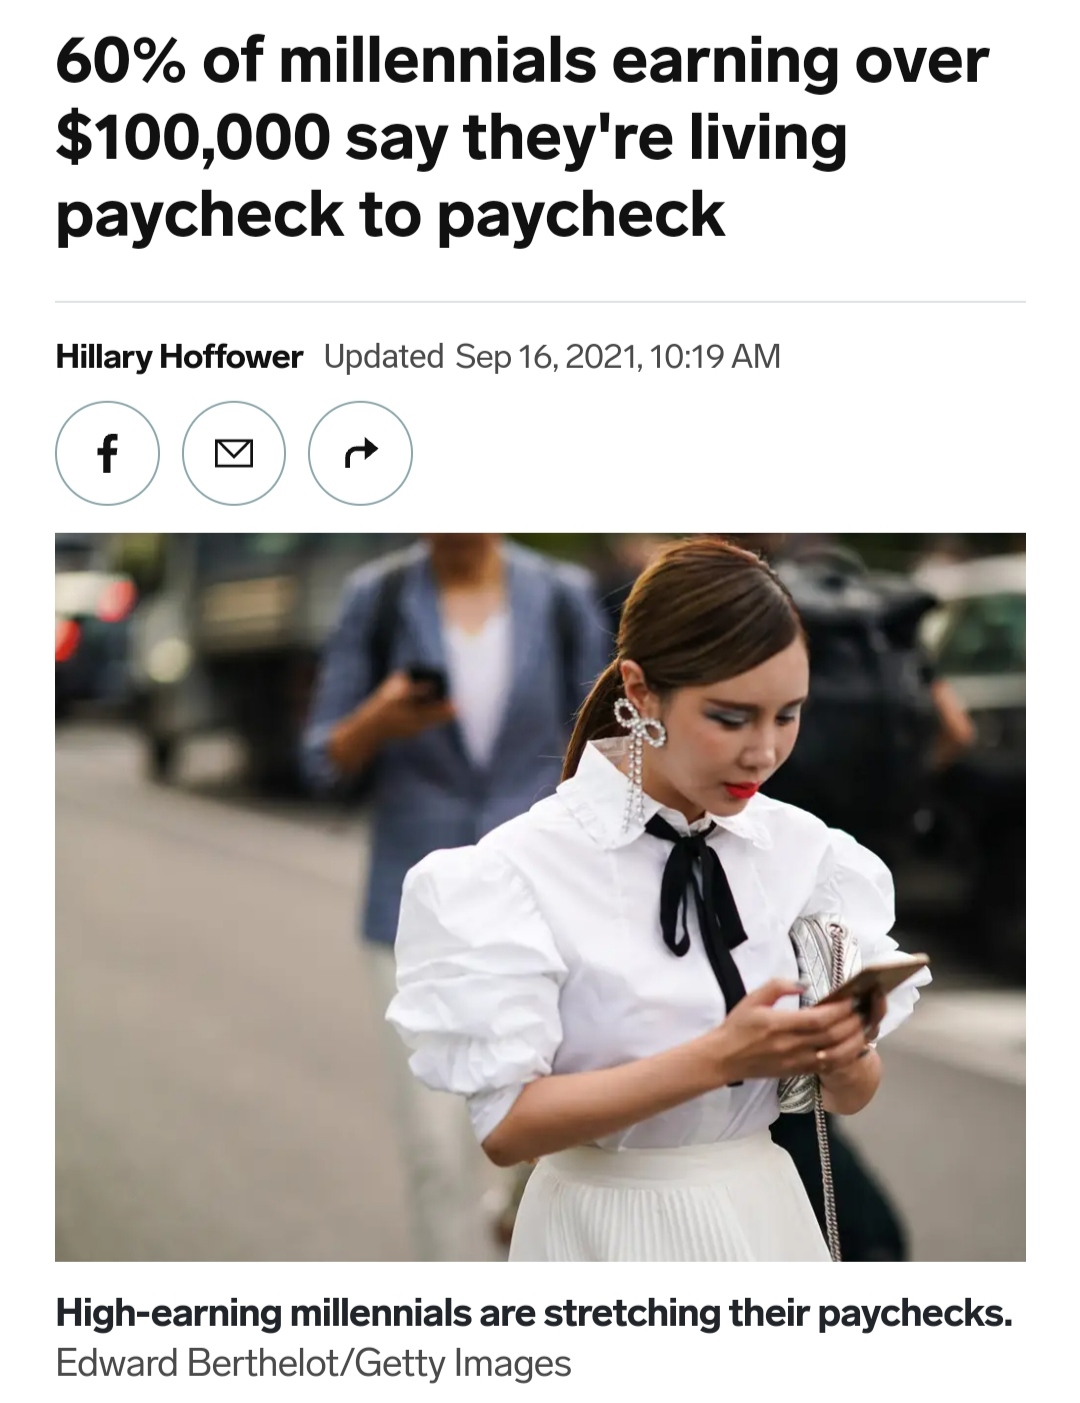 60% of millennials earning over
$100,000 say they're living
paycheck to paycheck
Hillary Hoffower Updated Sep 16, 2021, 10:19 AM
High-earning millennials are stretching their paychecks.
Edward Berthelot/Getty Images